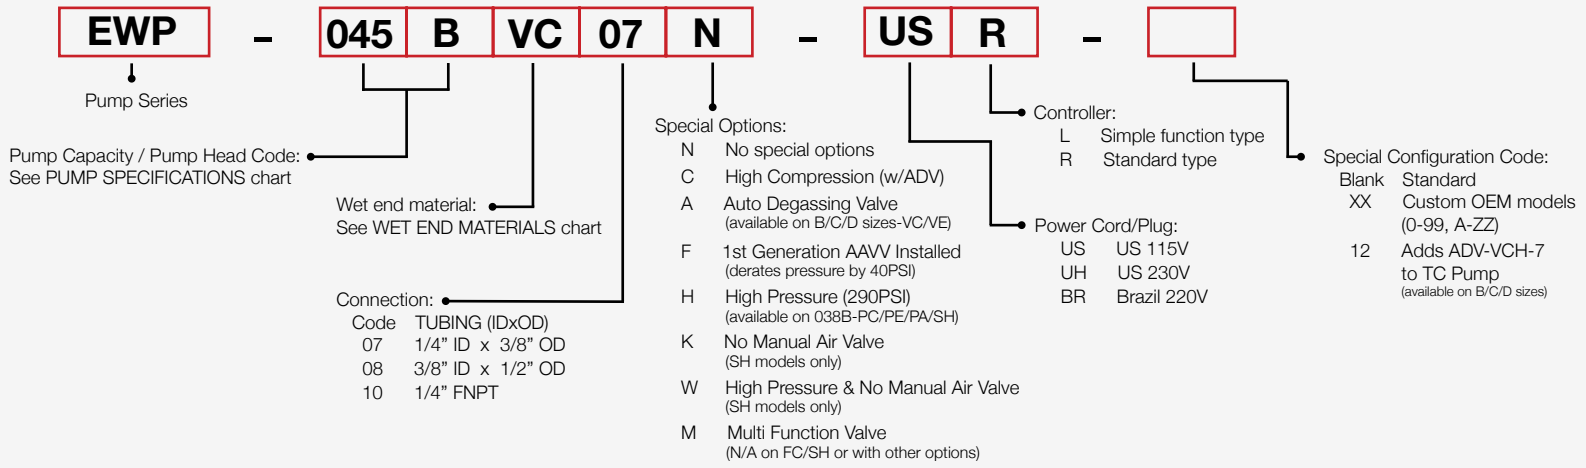 EWP - 045 B VC 07 N - US R -
Pump Series
Pump Capacity / Pump Head Code:
See PUMP SPECIFICATIONS chart
Wet end material:
See WET END MATERIALS chart
Connection:
Code TUBING (IDxOD)
07 1/4” ID x 3/8” OD
08 3/8” ID x 1/2” OD
10 1/4” FNPT
Special Options:
N No special options
C High Compression (w/ADV)
A Auto Degassing Valve
(available on B/C/D sizes-VC/VE)
F 1st Generation AAVV Installed
(derates pressure by 40PSI)
H High Pressure (290PSI)
(available on 038B-PC/PE/PA/SH)
K No Manual Air Valve
(SH models only)
W High Pressure & No Manual Air Valve
(SH models only)
M Multi Function Valve
(N/A on FC/SH or with other options)
Controller:
L Simple function type
R Standard type
Power Cord/Plug:
US US 115V
UH US 230V
BR Brazil 220V
Special Configuration Code:
Blank Standard
XX Custom OEM models
(0-99, A-ZZ)
12 Adds ADV-VCH-7
to TC Pump
(available on B/C/D sizes)